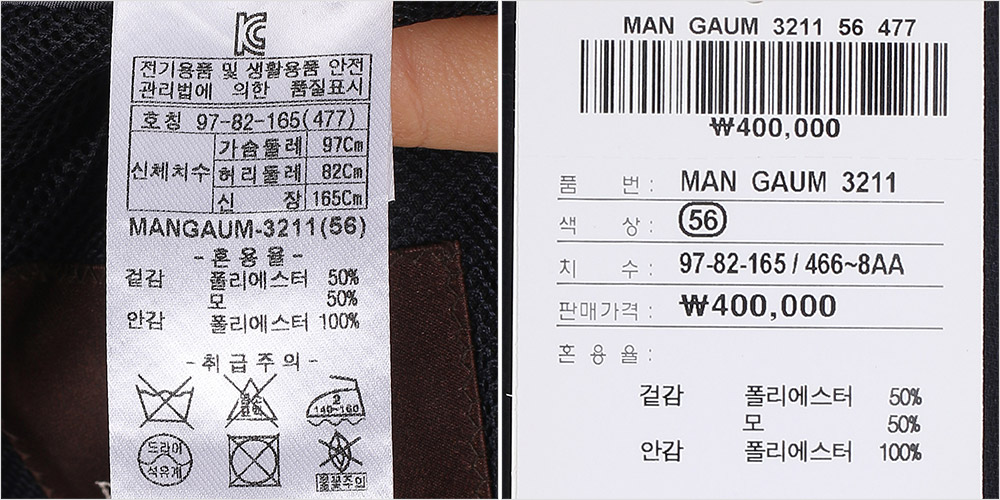 전기용품 및 생활용품 안전
관리법에 의한 품질표시
호칭 97-82-165(477)
신체치수
가슴둘레 97Cm
허리둘레 82Cm
신 장 165Cm
MANGAUM-3211(56)
- 혼 용 율 -
겉감 폴리에스터 50%
모 50%
안감 폴리에스터 100%
- 취 급 주 의 -
염소
표백
2
140~160
드라이
석유계
MAN GAUM 3211 56 477
₩400,000
품 번 : MAN GAUM 3211
색 상 : 56
치 수 : 97-82-165 / 466~8AA
판매가격 : ₩400,000
혼 용 율 :
겉감 폴리에스터 50%
모 50%
안감 폴리에스터 100%